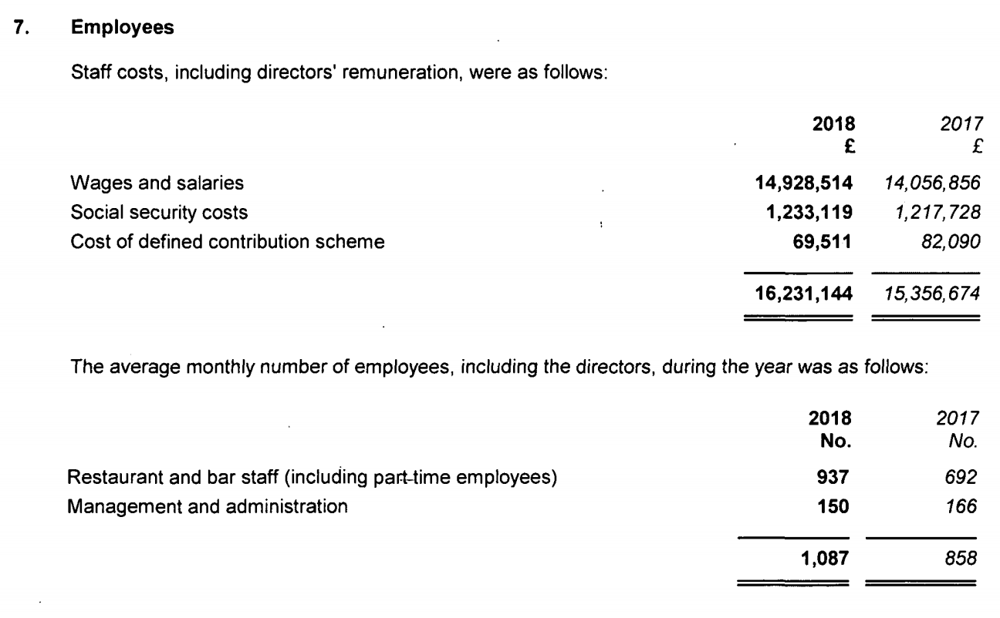 7. Employees
Staff costs, including directors' remuneration, were as follows:
2018 2017
£ £
Wages and salaries 14,928,514 14,056,856
Social security costs 1,233,119 1,217,728
Cost of defined contribution scheme 69,511 82,090
16,231,144 15,356,674
The average monthly number of employees, including the directors, during the year was as follows:
2018 2017
No. No.
Restaurant and bar staff (including part-time employees) 937 692
Management and administration 150 166
1,087 858